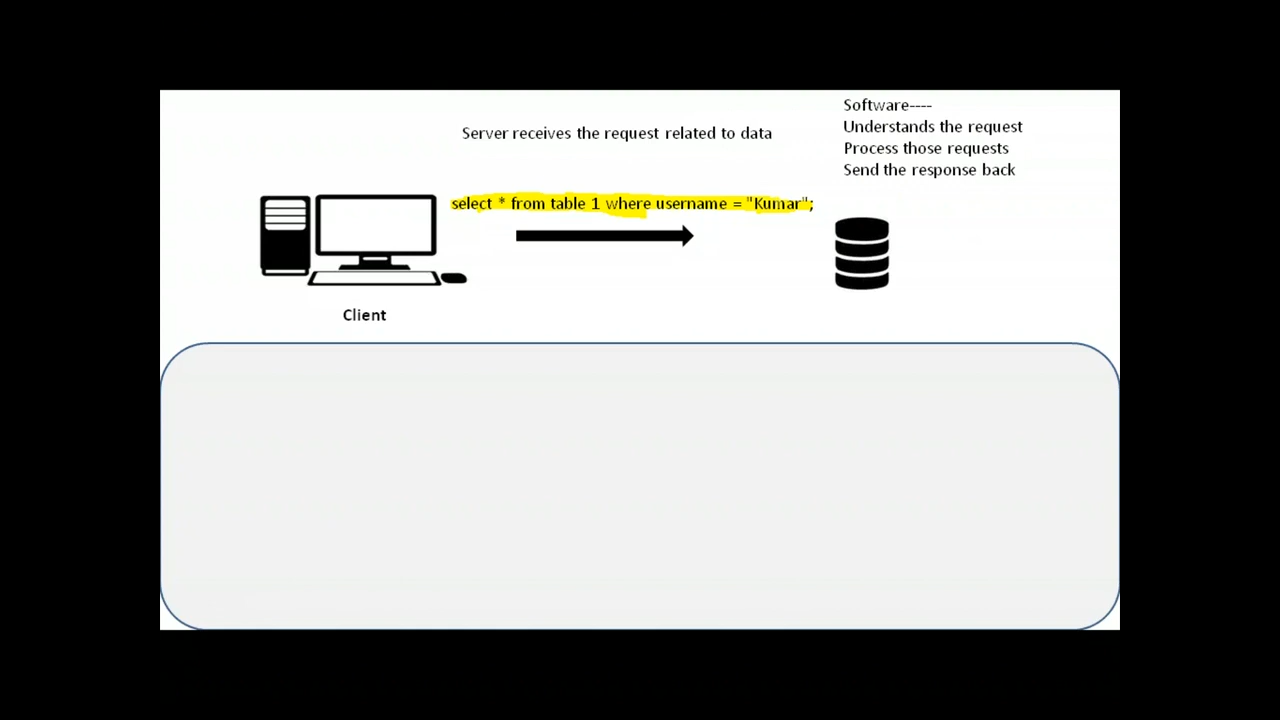 Software----
Understands the request
Process those requests
Send the response back
Server receives the request related to data
select * from table 1 where username = "Kumar";
Client